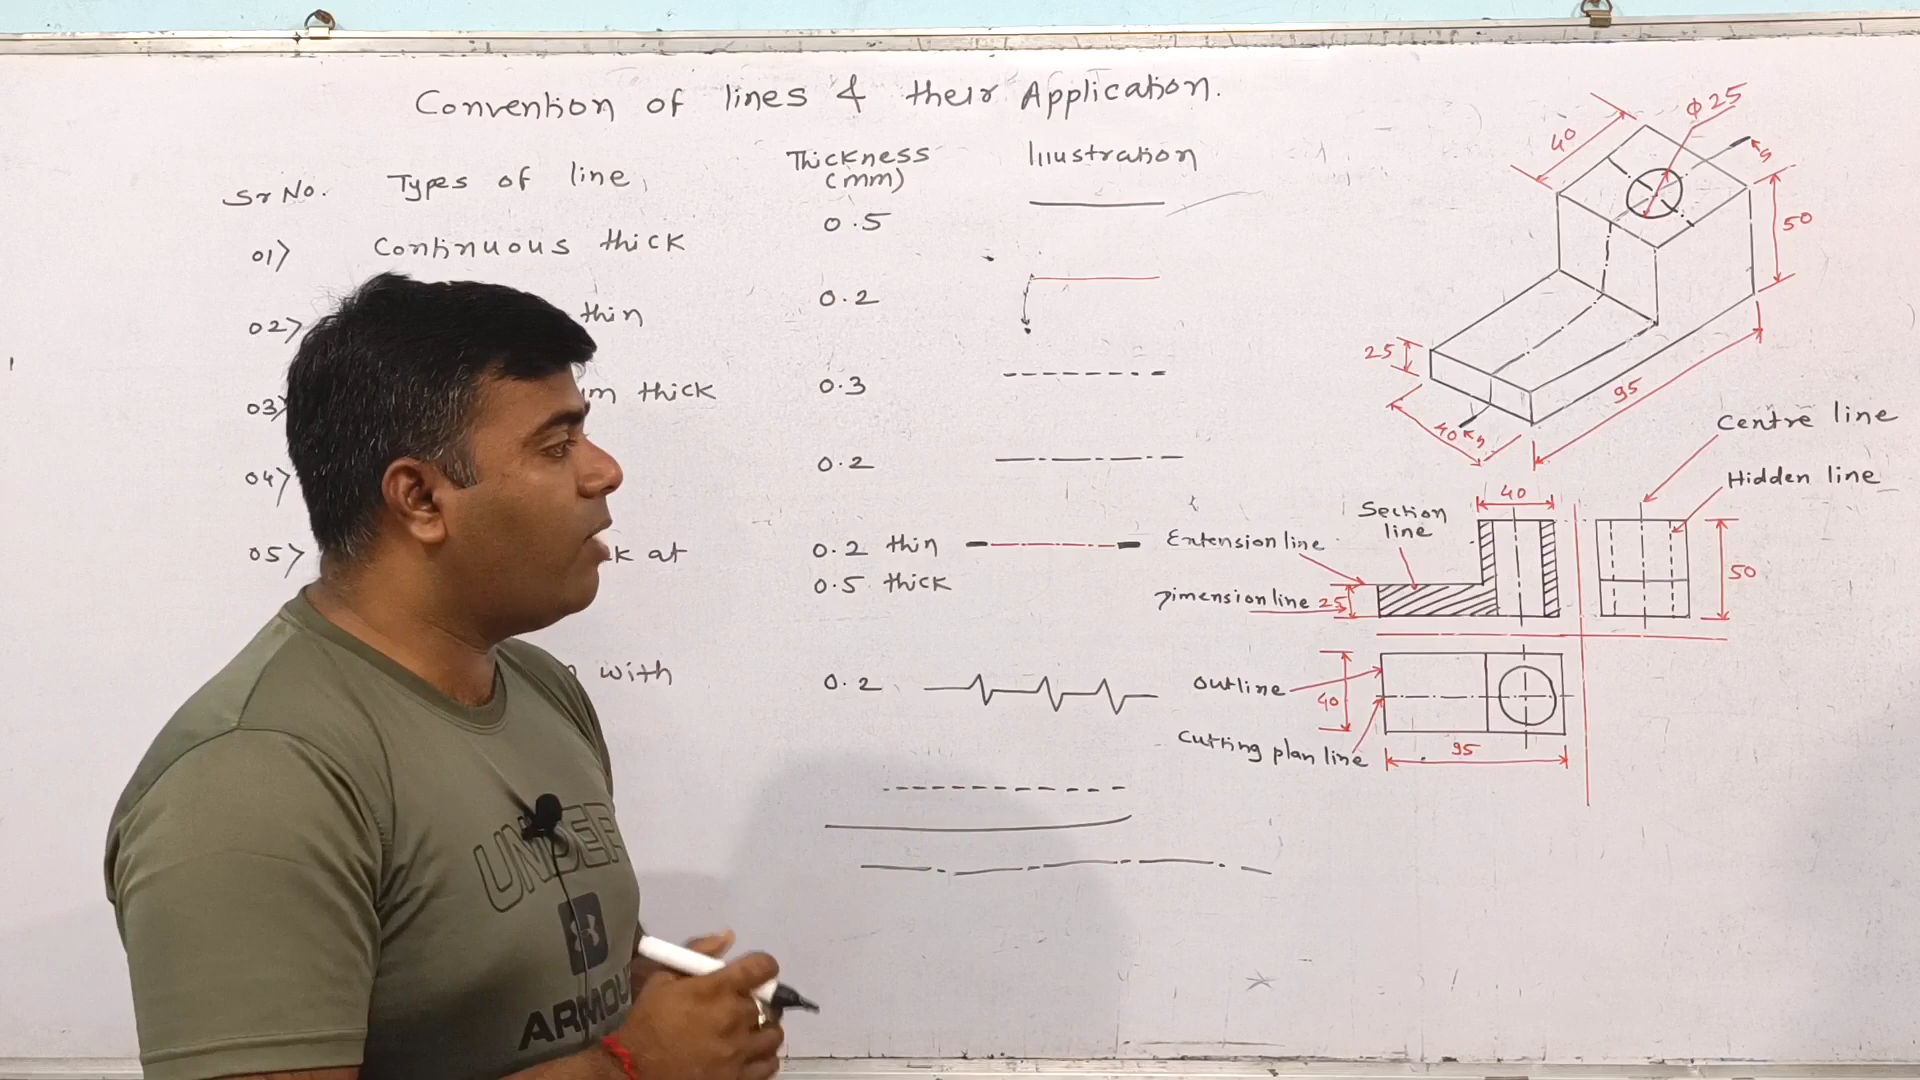 Convention of lines & their Application.
Sr No. Types of line Thickness (mm) Illustration
01) Continuous thick 0.5
02) thin 0.2
03) m thick 0.3
04) 0.2
05) k at 0.2 thin
0.5 thick
with 0.2
40
Φ25
50
25
40
95
Centre line
Hidden line
Section line
Extension line
Dimension line 25
40
50
Outline
Cutting plan line
40
95
UNDER
ARMOU